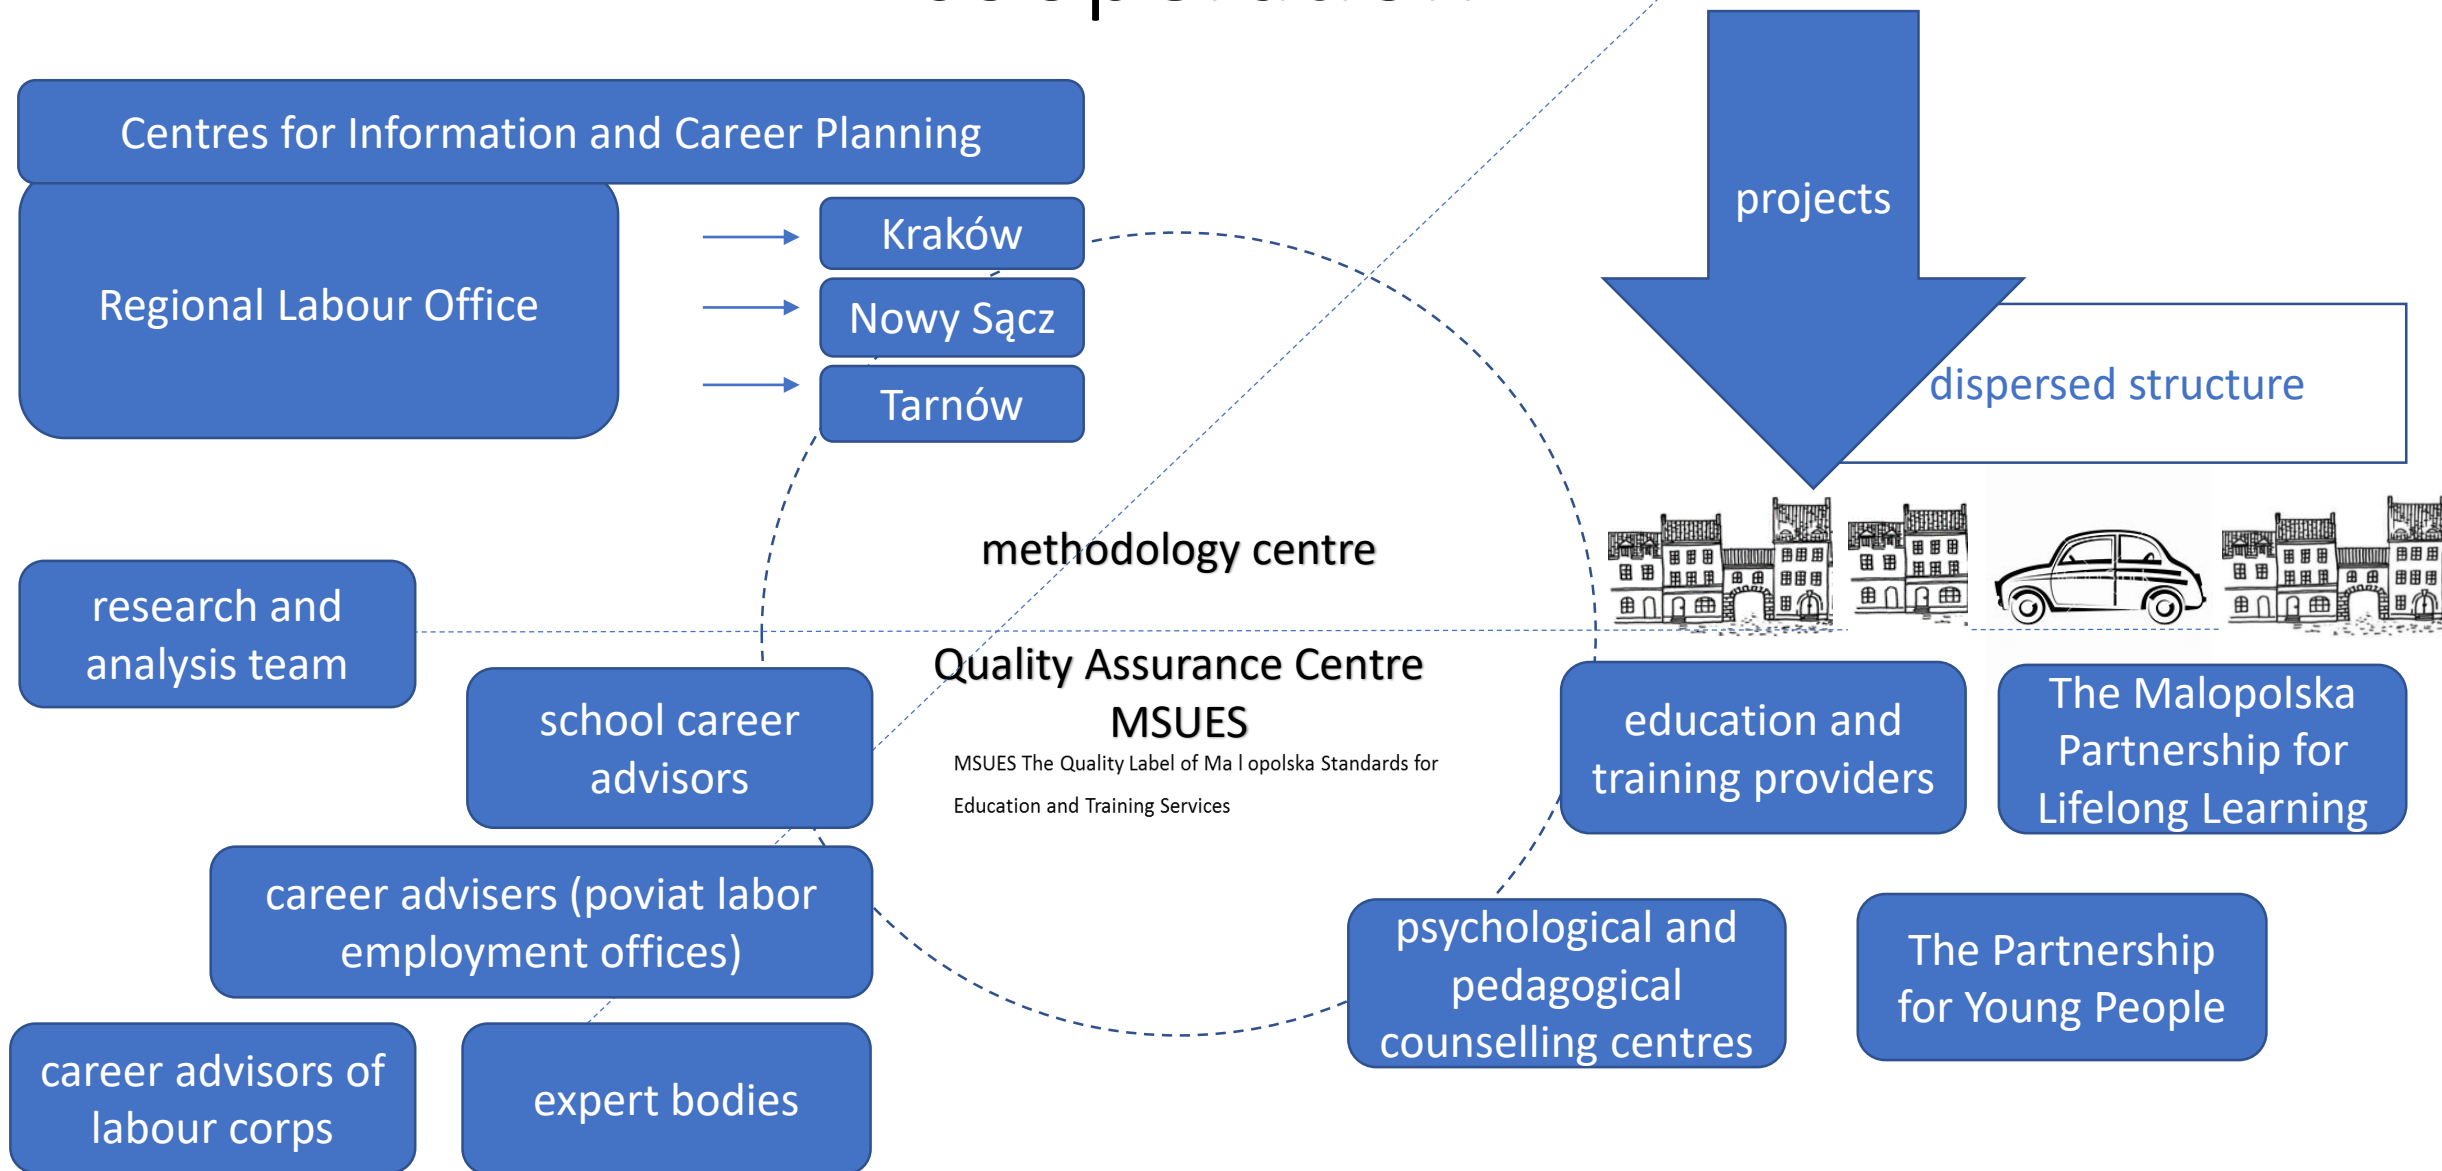 Centres for Information and Career Planning
Regional Labour Office
Kraków
Nowy Sącz
Tarnów
projects
dispersed structure
methodology centre
Quality Assurance Centre
MSUES
MSUES The Quality Label of Ma l opolska Standards for
Education and Training Services
research and
analysis team
school career
advisors
career advisers (poviat labor
employment offices)
career advisors of
labour corps
expert bodies
education and
training providers
The Malopolska
Partnership for
Lifelong Learning
psychological and
pedagogical
counselling centres
The Partnership
for Young People